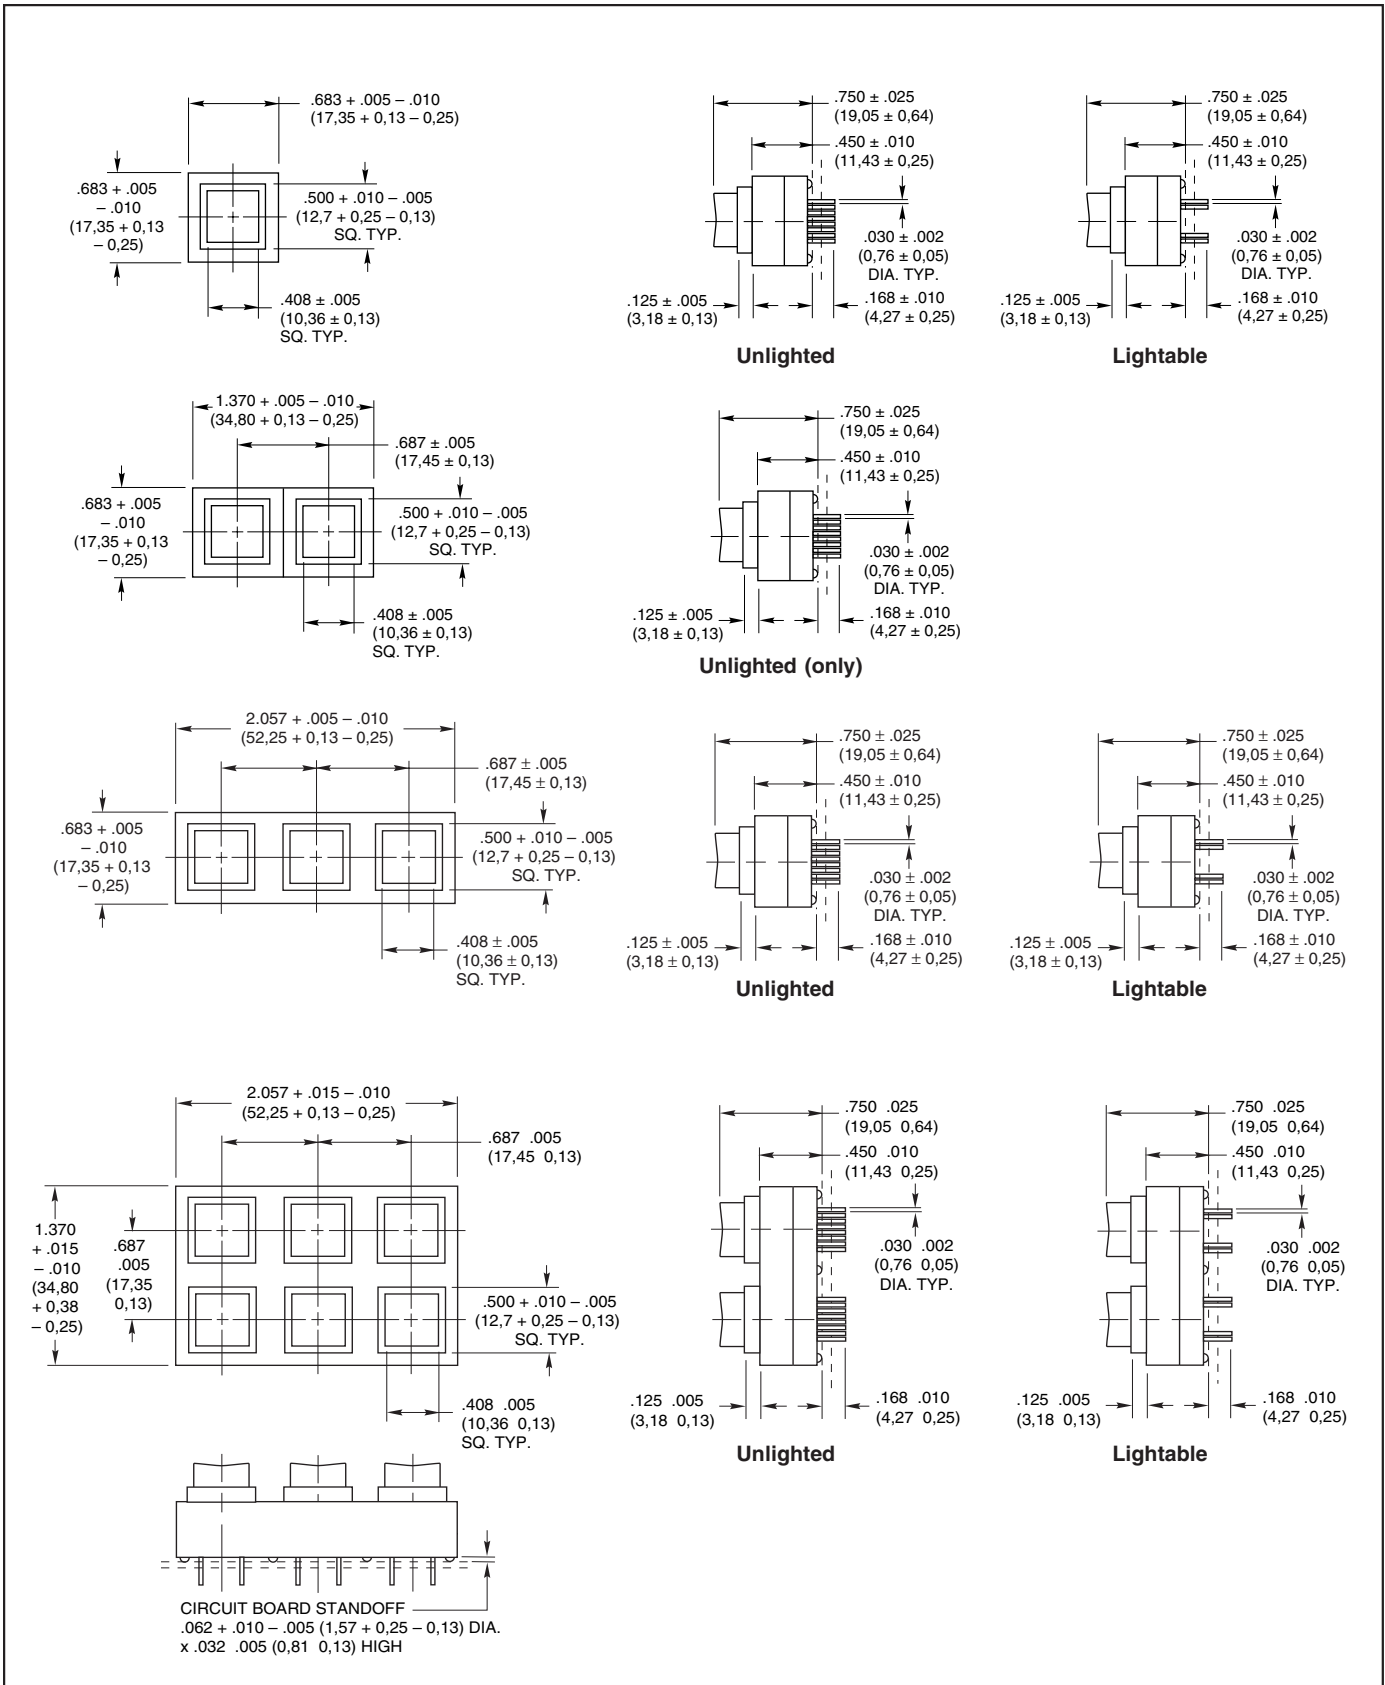 .683 + .005 – .010
(17,35 + 0,13 – 0,25)
.683 + .005
– .010
(17,35 + 0,13
– 0,25)
.500 + .010 – .005
(12,7 + 0,25 – 0,13)
SQ. TYP.
.408 ± .005
(10,36 ± 0,13)
SQ. TYP.
.750 ± .025
(19,05 ± 0,64)
.450 ± .010
(11,43 ± 0,25)
.030 ± .002
(0,76 ± 0,05)
DIA. TYP.
.125 ± .005
(3,18 ± 0,13)
.168 ± .010
(4,27 ± 0,25)
Unlighted
.750 ± .025
(19,05 ± 0,64)
.450 ± .010
(11,43 ± 0,25)
.030 ± .002
(0,76 ± 0,05)
DIA. TYP.
.125 ± .005
(3,18 ± 0,13)
.168 ± .010
(4,27 ± 0,25)
Lightable
1.370 + .005 – .010
(34,80 + 0,13 – 0,25)
.687 ± .005
(17,45 ± 0,13)
.683 + .005
– .010
(17,35 + 0,13
– 0,25)
.500 + .010 – .005
(12,7 + 0,25 – 0,13)
SQ. TYP.
.408 ± .005
(10,36 ± 0,13)
SQ. TYP.
.750 ± .025
(19,05 ± 0,64)
.450 ± .010
(11,43 ± 0,25)
.030 ± .002
(0,76 ± 0,05)
DIA. TYP.
.125 ± .005
(3,18 ± 0,13)
.168 ± .010
(4,27 ± 0,25)
Unlighted (only)
2.057 + .005 – .010
(52,25 + 0,13 – 0,25)
.687 ± .005
(17,45 ± 0,13)
.683 + .005
– .010
(17,35 + 0,13
– 0,25)
.500 + .010 – .005
(12,7 + 0,25 – 0,13)
SQ. TYP.
.408 ± .005
(10,36 ± 0,13)
SQ. TYP.
.750 ± .025
(19,05 ± 0,64)
.450 ± .010
(11,43 ± 0,25)
.030 ± .002
(0,76 ± 0,05)
DIA. TYP.
.125 ± .005
(3,18 ± 0,13)
.168 ± .010
(4,27 ± 0,25)
Unlighted
.750 ± .025
(19,05 ± 0,64)
.450 ± .010
(11,43 ± 0,25)
.030 ± .002
(0,76 ± 0,05)
DIA. TYP.
.125 ± .005
(3,18 ± 0,13)
.168 ± .010
(4,27 ± 0,25)
Lightable
2.057 + .015 – .010
(52,25 + 0,13 – 0,25)
.687 .005
(17,45 0,13)
1.370
+ .015
– .010
(34,80
+ 0,38
– 0,25)
.687
.005
(17,35
0,13)
.500 + .010 – .005
(12,7 + 0,25 – 0,13)
SQ. TYP.
.408 .005
(10,36 0,13)
SQ. TYP.
.750 .025
(19,05 0,64)
.450 .010
(11,43 0,25)
.030 .002
(0,76 0,05)
DIA. TYP.
.125 .005
(3,18 0,13)
.168 .010
(4,27 0,25)
Unlighted
.750 .025
(19,05 0,64)
.450 .010
(11,43 0,25)
.030 .002
(0,76 0,05)
DIA. TYP.
.125 .005
(3,18 0,13)
.168 .010
(4,27 0,25)
Lightable
CIRCUIT BOARD STANDOFF
.062 + .010 – .005 (1,57 + 0,25 – 0,13) DIA.
x .032 .005 (0,81 0,13) HIGH